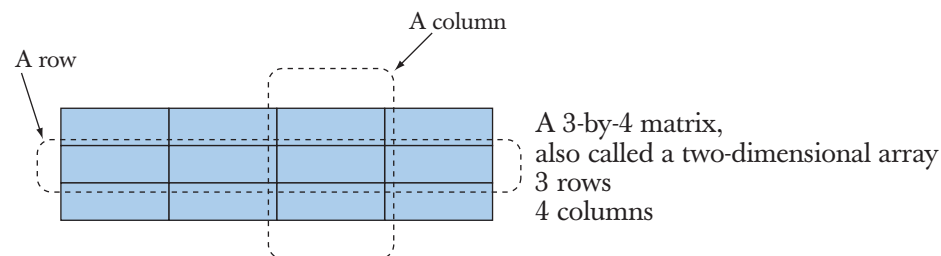 A column
A row
A 3-by-4 matrix,
also called a two-dimensional array
3 rows
4 columns